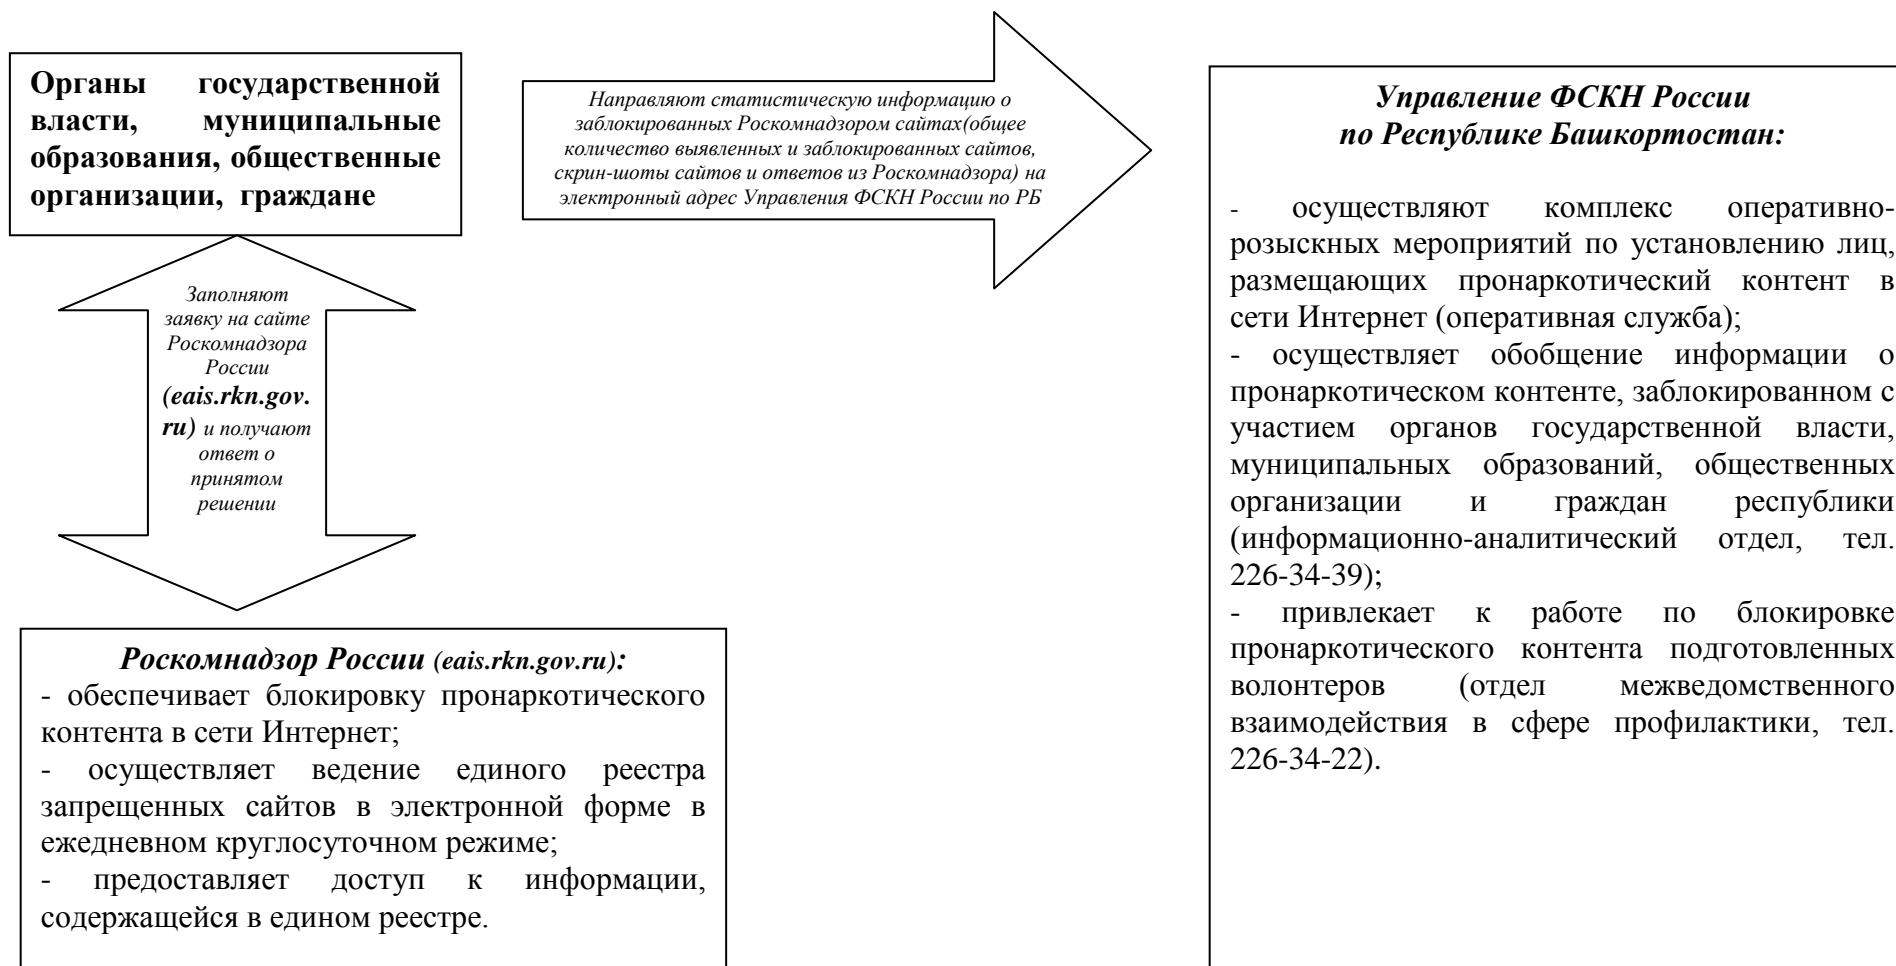 Органы государственной
власти, муниципальные
образования, общественные
организации, граждане
Направляют статистическую информацию о
заблокированных Роскомнадзором сайтах(общее
количество выявленных и заблокированных сайтов,
скрин-шоты сайтов и ответов из Роскомнадзора) на
электронный адрес Управления ФСКН России по РБ
Заполняют
заявку на сайте
Роскомнадзора
России
(eais.rkn.gov.
ru) и получают
ответ о
принятом
решении
Роскомнадзор России (eais.rkn.gov.ru):
- обеспечивает блокировку пронаркотического
контента в сети Интернет;
- осуществляет ведение единого реестра
запрещенных сайтов в электронной форме в
ежедневном круглосуточном режиме;
- предоставляет доступ к информации,
содержащейся в едином реестре.
Управление ФСКН России
по Республике Башкортостан:
- осуществляют комплекс оперативно-
розыскных мероприятий по установлению лиц,
размещающих пронаркотический контент в
сети Интернет (оперативная служба);
- осуществляет обобщение информации о
пронаркотическом контенте, заблокированном с
участием органов государственной власти,
муниципальных образований, общественных
организации и граждан республики
(информационно-аналитический отдел, тел.
226-34-39);
- привлекает к работе по блокировке
пронаркотического контента подготовленных
волонтеров (отдел межведомственного
взаимодействия в сфере профилактики, тел.
226-34-22).